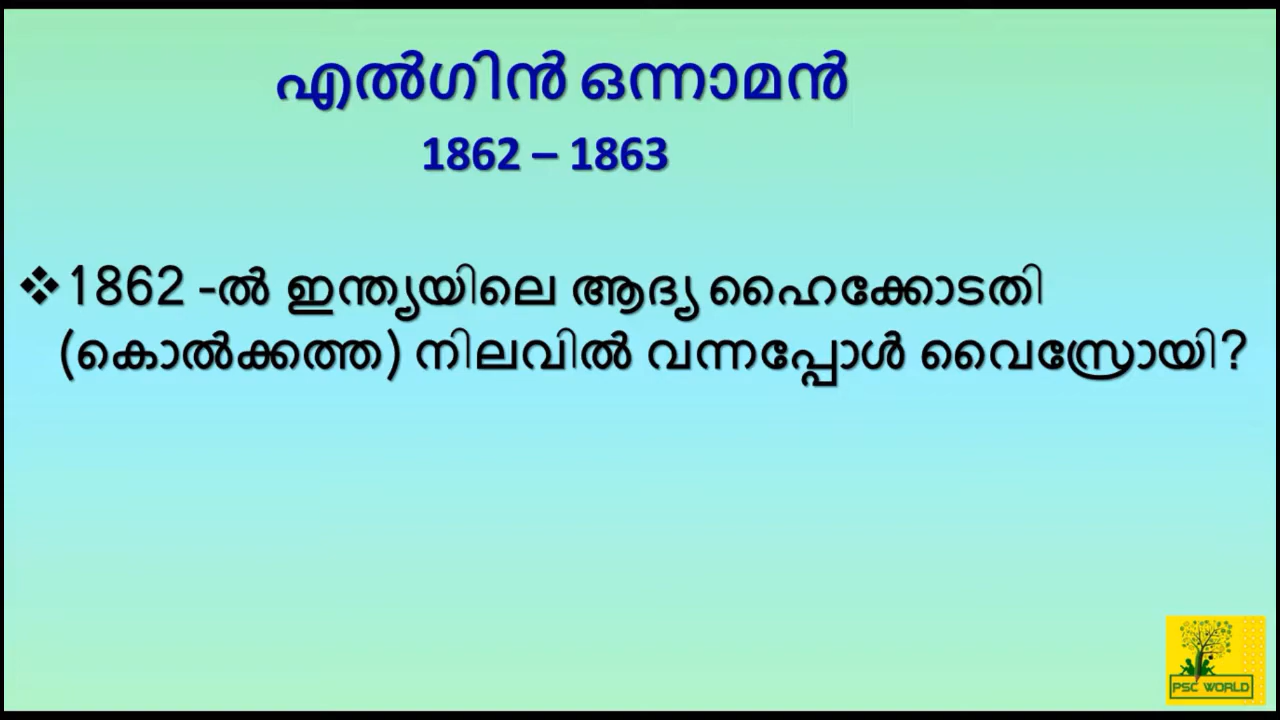 എൽഗിൻ ഒന്നാമൻ
1862 – 1863
❖1862 -ൽ ഇന്ത്യയിലെ ആദ്യ ഹൈക്കോടതി
(കൊൽക്കത്ത) നിലവിൽ വന്നപ്പോൾ വൈസ്രോയി?
PSC WORLD